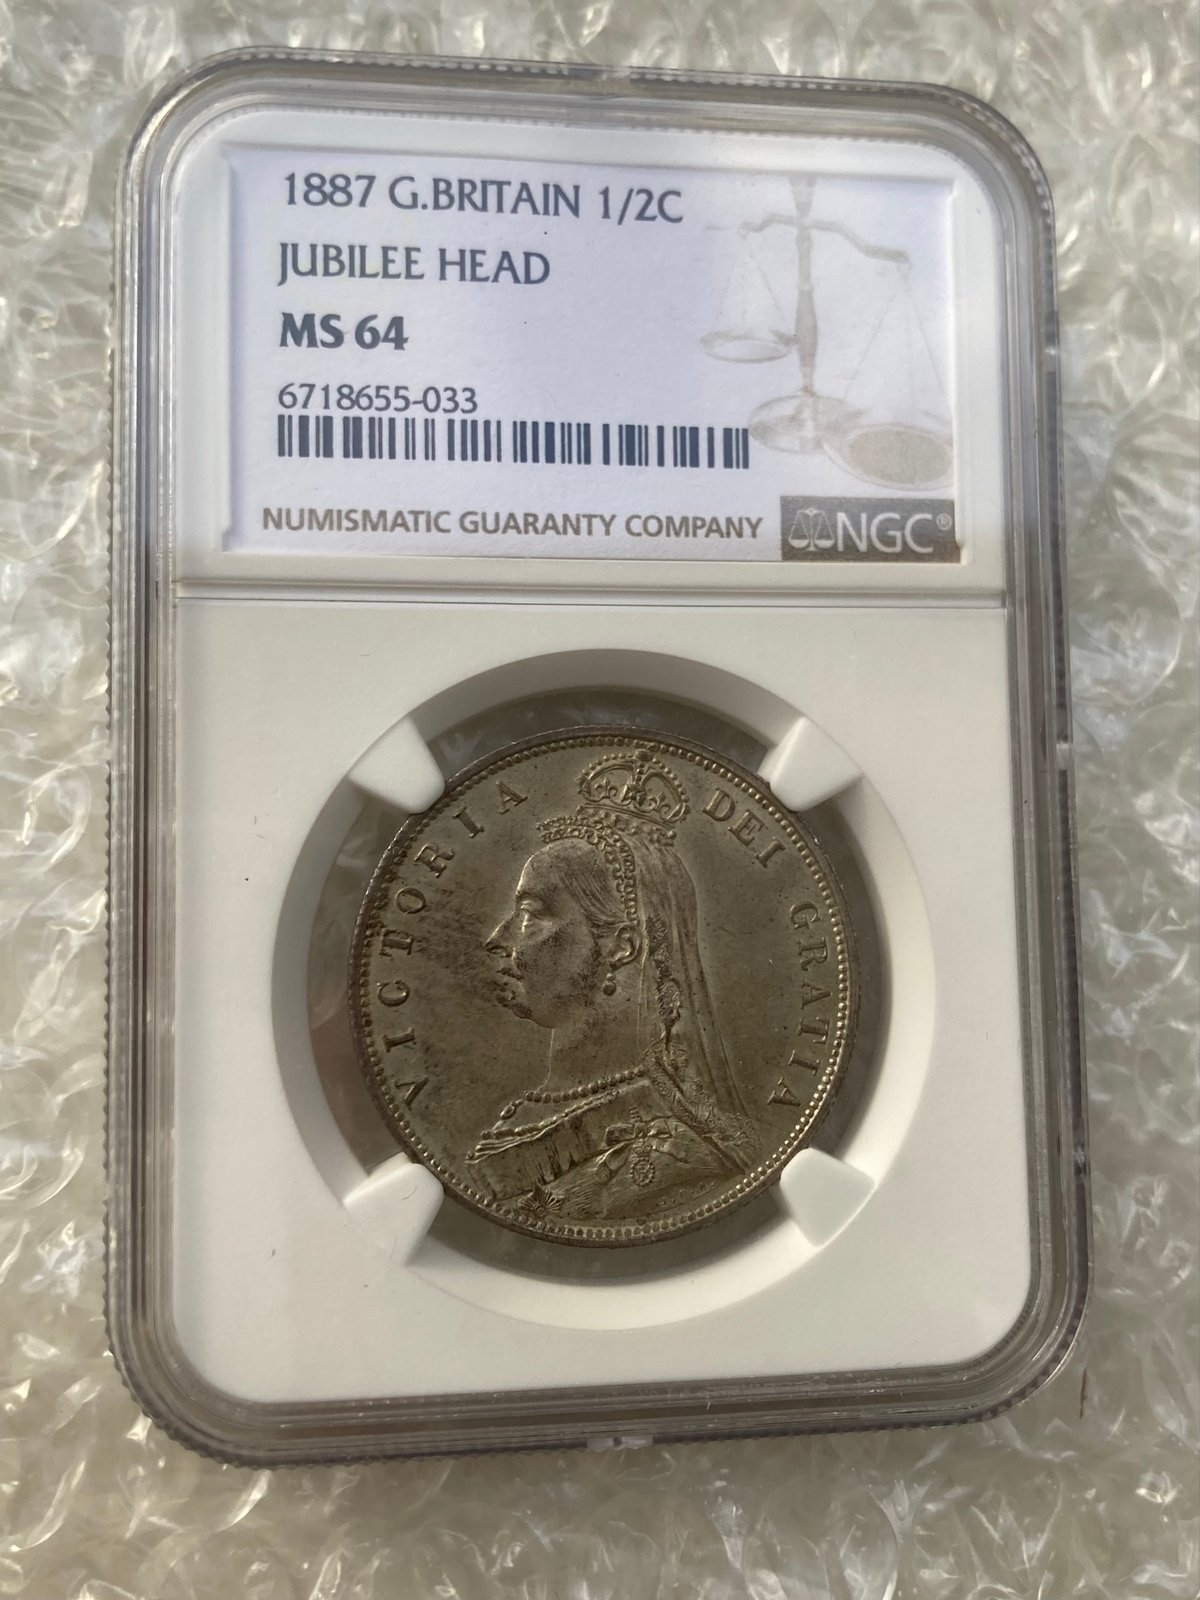 1887 G.BRITAIN 1/2C
JUBILEE HEAD
MS 64
6718655-033
NUMISMATIC GUARANTY COMPANY
NGC®
VICTORIA DEI GRATIA
J.E.B.